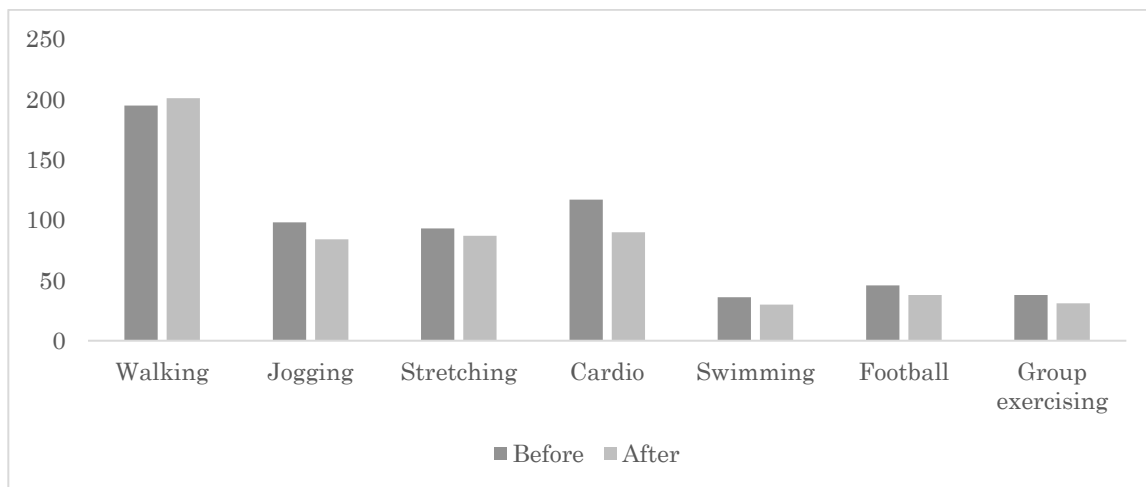 250
200
150
100
50
0
Walking Jogging Stretching Cardio Swimming Football Group
exercising
Before After